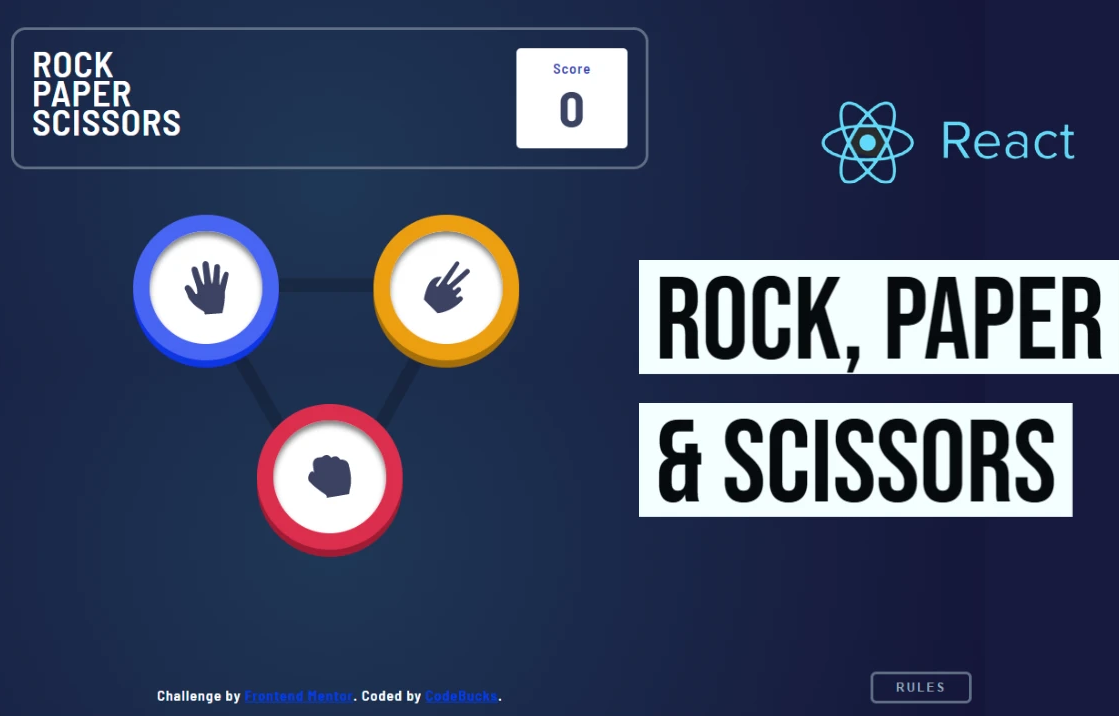 ROCK
PAPER
SCISSORS
Score
0
React
ROCK, PAPER
& SCISSORS
Challenge by Frontend Mentor. Coded by CodeBucks.
RULES